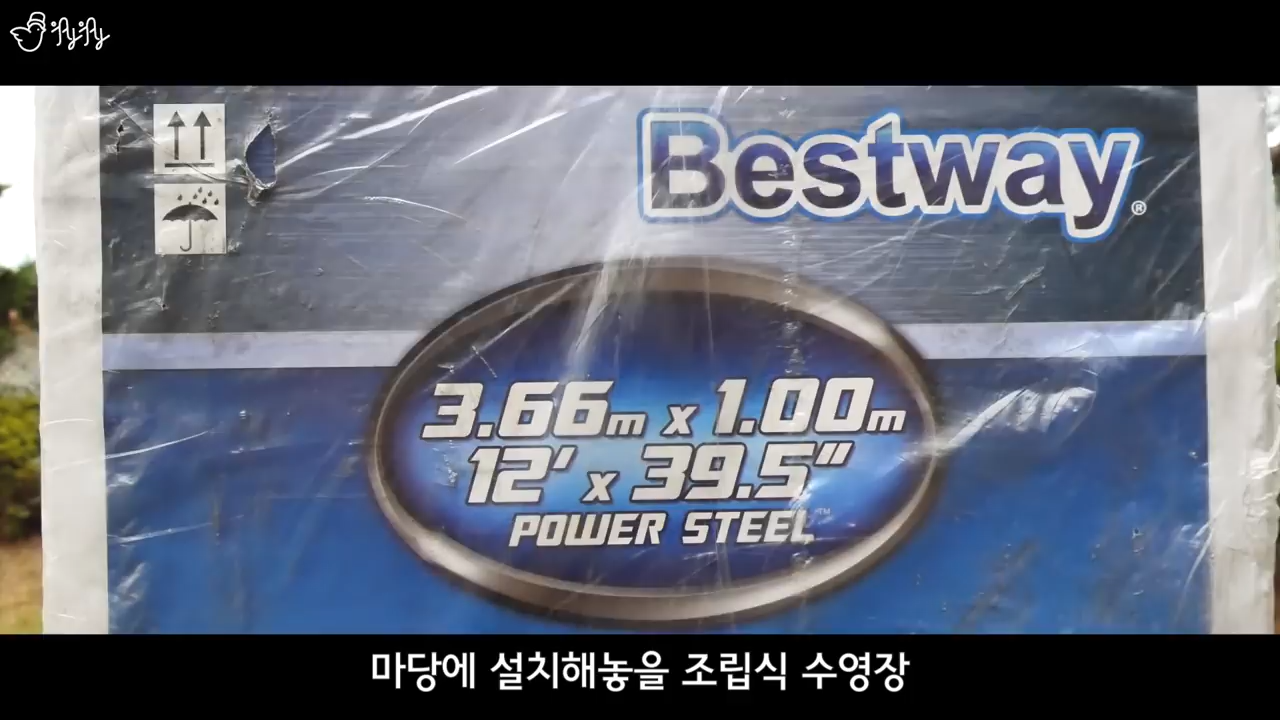 Bestway®
3.66m x 1.00m
12' x 39.5"
POWER STEEL™
마당에 설치해놓을 조립식 수영장